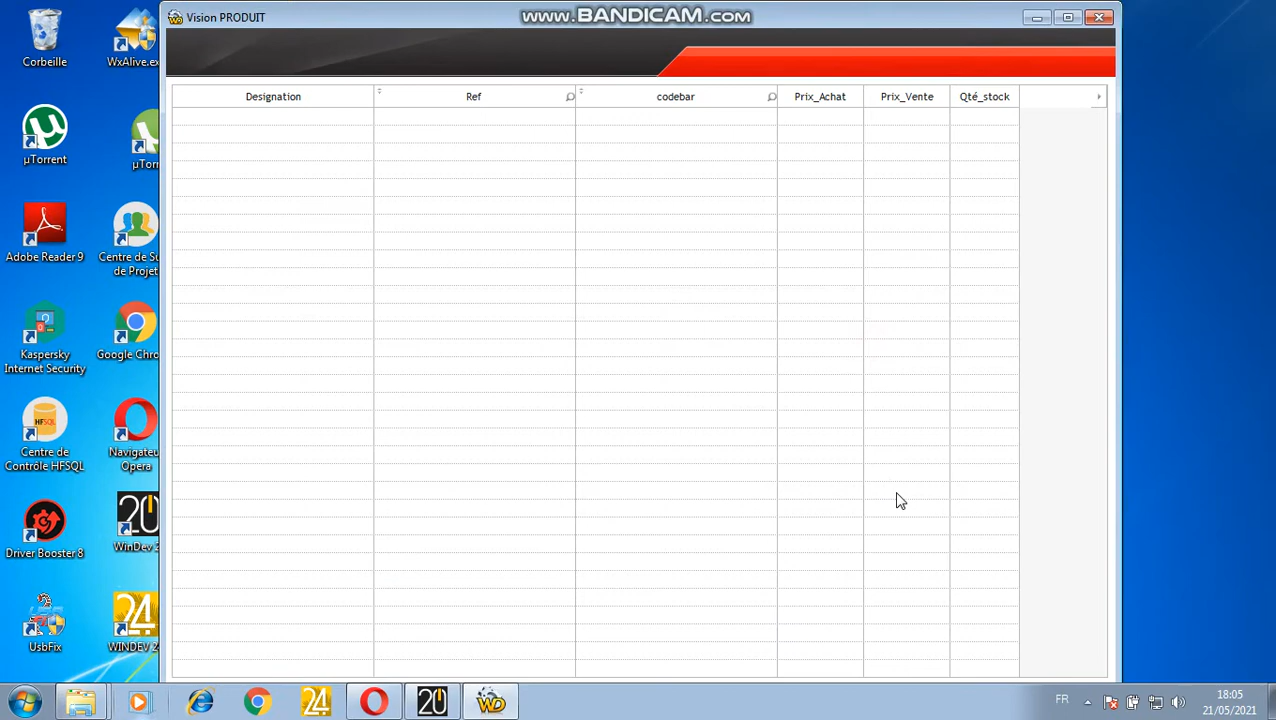 www.BANDICAM.com
Vision PRODUIT
Designation
Ref
codebar
Prix_Achat
Prix_Vente
Qté_stock
Corbeille
WxAlive.ex
µTorrent
µTorr
Adobe Reader 9
Centre de Su
de Projet
Kaspersky
Internet Security
Google Chro
Centre de
Contrôle HFSQL
Navigateu
Opera
Driver Booster 8
WinDev 2
UsbFix
WINDEV 2
FR
18:05
21/05/2021